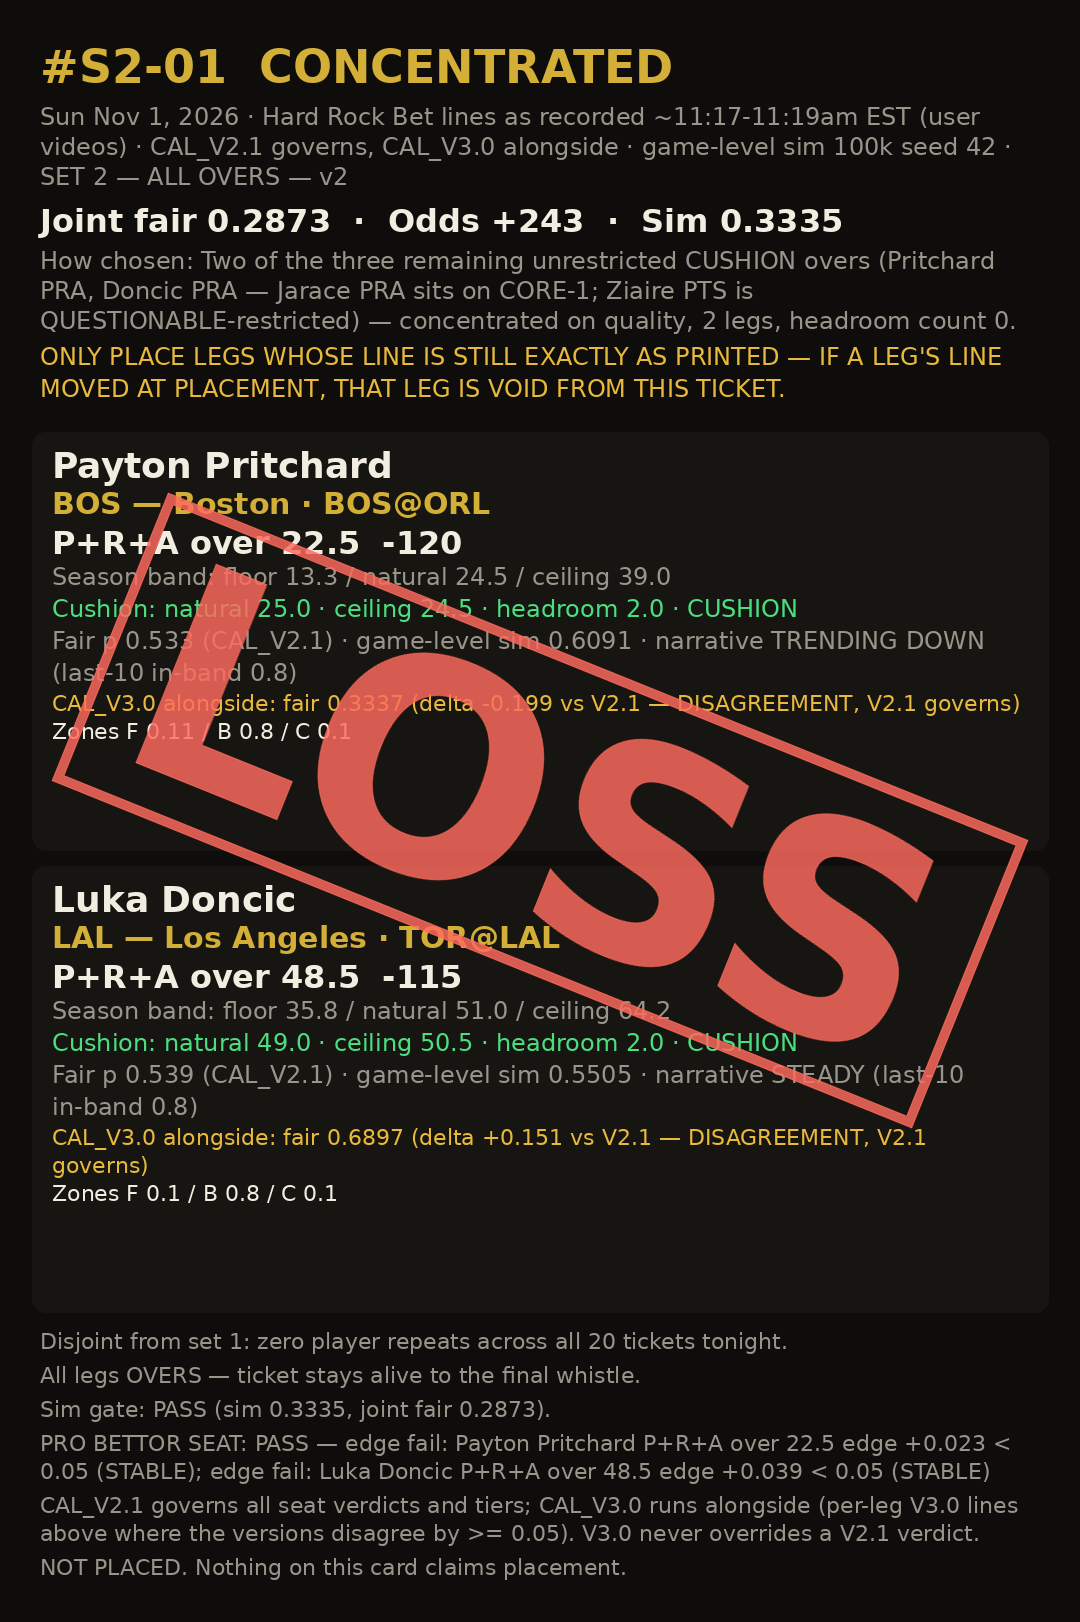 #S2-01 CONCENTRATED
Sun Nov 1, 2026 · Hard Rock Bet lines as recorded ~11:17-11:19am EST (user
videos) · CAL_V2.1 governs, CAL_V3.0 alongside · game-level sim 100k seed 42 ·
SET 2 — ALL OVERS — v2
Joint fair 0.2873 · Odds +243 · Sim 0.3335
How chosen: Two of the three remaining unrestricted CUSHION overs (Pritchard
PRA, Doncic PRA — Jarace PRA sits on CORE-1; Ziaire PTS is
QUESTIONABLE-restricted) — concentrated on quality, 2 legs, headroom count 0.
ONLY PLACE LEGS WHOSE LINE IS STILL EXACTLY AS PRINTED — IF A LEG'S LINE
MOVED AT PLACEMENT, THAT LEG IS VOID FROM THIS TICKET.
Payton Pritchard
BOS — Boston · BOS@ORL
P+R+A over 22.5 -120
Season band: floor 13.3 / natural 24.5 / ceiling 39.0
Cushion: natural 25.0 · ceiling 24.5 · headroom 2.0 · CUSHION
Fair p 0.533 (CAL_V2.1) · game-level sim 0.6091 · narrative TRENDING DOWN
(last-10 in-band 0.8)
CAL_V3.0 alongside: fair 0.3337 (delta -0.199 vs V2.1 — DISAGREEMENT, V2.1 governs)
Zones F 0.11 / B 0.8 / C 0.1
LOSS
Luka Doncic
LAL — Los Angeles · TOR@LAL
P+R+A over 48.5 -115
Season band: floor 35.8 / natural 51.0 / ceiling 64.2
Cushion: natural 49.0 · ceiling 50.5 · headroom 2.0 · CUSHION
Fair p 0.539 (CAL_V2.1) · game-level sim 0.5505 · narrative STEADY (last-10
in-band 0.8)
CAL_V3.0 alongside: fair 0.6897 (delta +0.151 vs V2.1 — DISAGREEMENT, V2.1
governs)
Zones F 0.1 / B 0.8 / C 0.1
Disjoint from set 1: zero player repeats across all 20 tickets tonight.
All legs OVERS — ticket stays alive to the final whistle.
Sim gate: PASS (sim 0.3335, joint fair 0.2873).
PRO BETTOR SEAT: PASS — edge fail: Payton Pritchard P+R+A over 22.5 edge +0.023 <
0.05 (STABLE); edge fail: Luka Doncic P+R+A over 48.5 edge +0.039 < 0.05 (STABLE)
CAL_V2.1 governs all seat verdicts and tiers; CAL_V3.0 runs alongside (per-leg V3.0 lines
above where the versions disagree by >= 0.05). V3.0 never overrides a V2.1 verdict.
NOT PLACED. Nothing on this card claims placement.